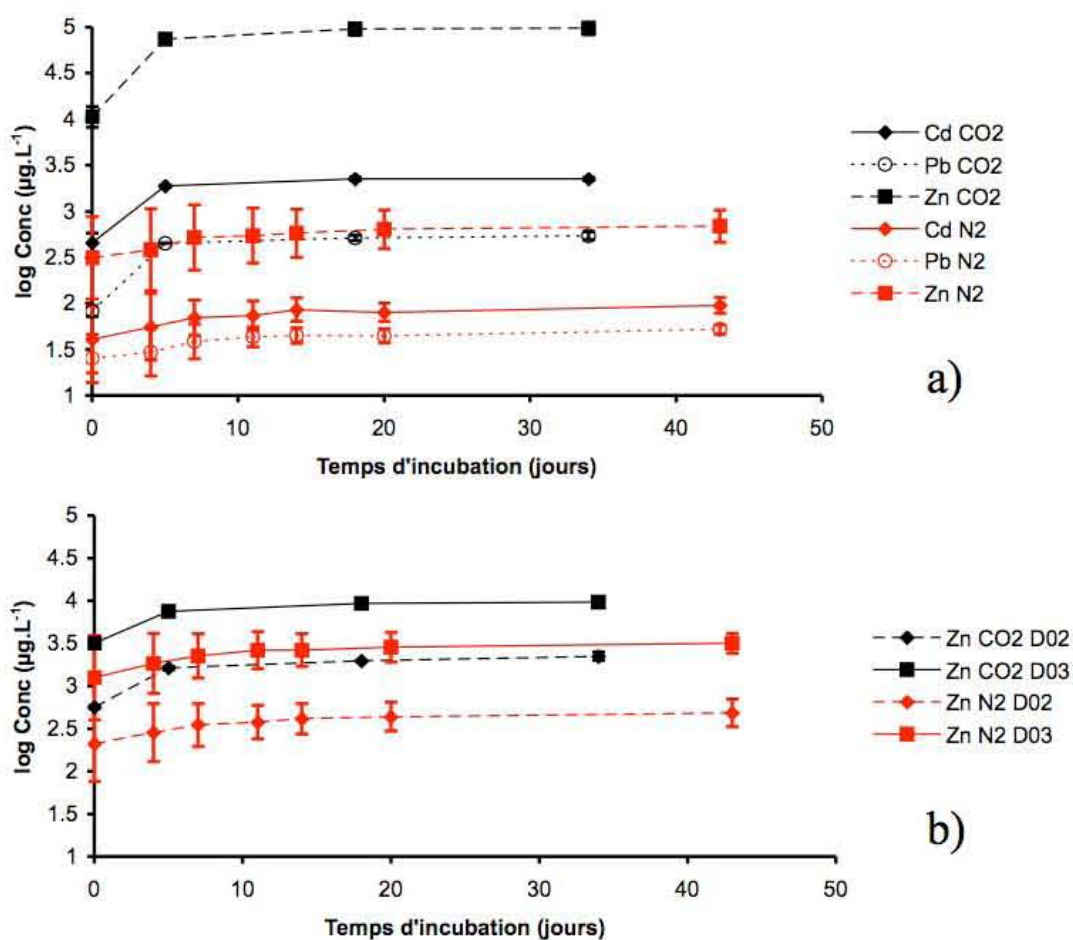 5
4.5
4
3.5
3
2.5
2
1.5
1
log Conc (µg.L⁻¹)
0 10 20 30 40 50
Temps d'incubation (jours)
Cd CO2
Pb CO2
Zn CO2
Cd N2
Pb N2
Zn N2
a)
5
4.5
4
3.5
3
2.5
2
1.5
1
log Conc (µg.L⁻¹)
0 10 20 30 40 50
Temps d'incubation (jours)
Zn CO2 D02
Zn CO2 D03
Zn N2 D02
Zn N2 D03
b)